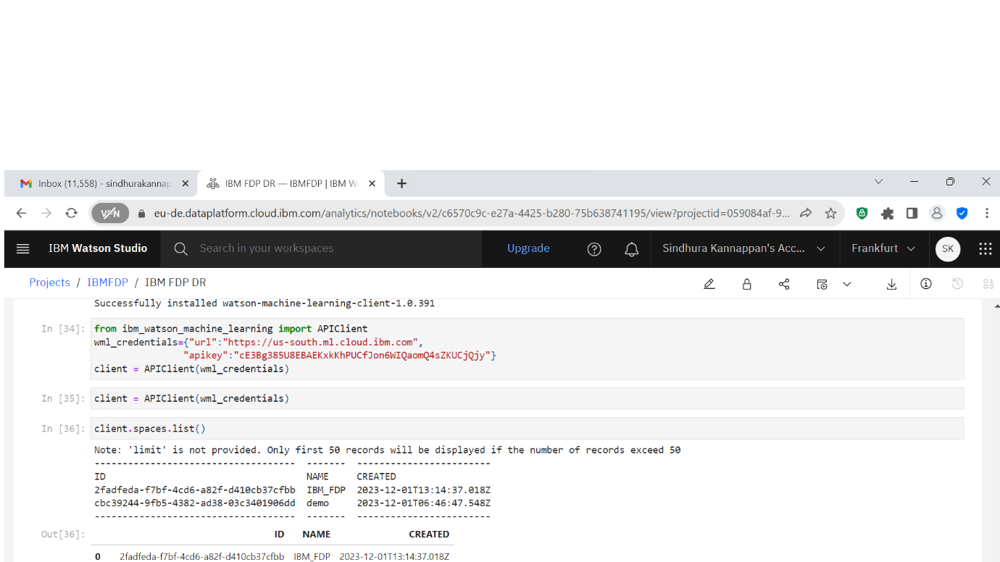 Inbox (11,558) - sindhurakannap
IBM FDP DR — IBMFDP | IBM W
VPN
eu-de.dataplatform.cloud.ibm.com/analytics/notebooks/v2/c6570c9c-e27a-4425-b280-75b638741195/view?projectid=059084af-9...
IBM Watson Studio
Search in your workspaces
Upgrade
Sindhura Kannappan's Acc...
Frankfurt
SK
Projects / IBMFDP / IBM FDP DR
Successfully installed watson-machine-learning-client-1.0.391
In [34]: from ibm_watson_machine_learning import APIClient
wml_credentials={"url":"https://us-south.ml.cloud.ibm.com",
"apikey":"cE3Bg385U8EBAEKxkKhPUCfJon6WIQaomQ4sZKUCjQjy"}
client = APIClient(wml_credentials)
In [35]: client = APIClient(wml_credentials)
In [36]: client.spaces.list()
Note: 'limit' is not provided. Only first 50 records will be displayed if the number of records exceed 50
------------------------------------ ------- ------------------------
ID NAME CREATED
2fadfeda-f7bf-4cd6-a82f-d410cb37cfbb IBM_FDP 2023-12-01T13:14:37.018Z
cbc39244-9fb5-4382-ad38-03c3401906dd demo 2023-12-01T06:46:47.548Z
------------------------------------ ------- ------------------------
Out[36]: ID NAME CREATED
0 2fadfeda-f7bf-4cd6-a82f-d410cb37cfbb IBM_FDP 2023-12-01T13:14:37.018Z